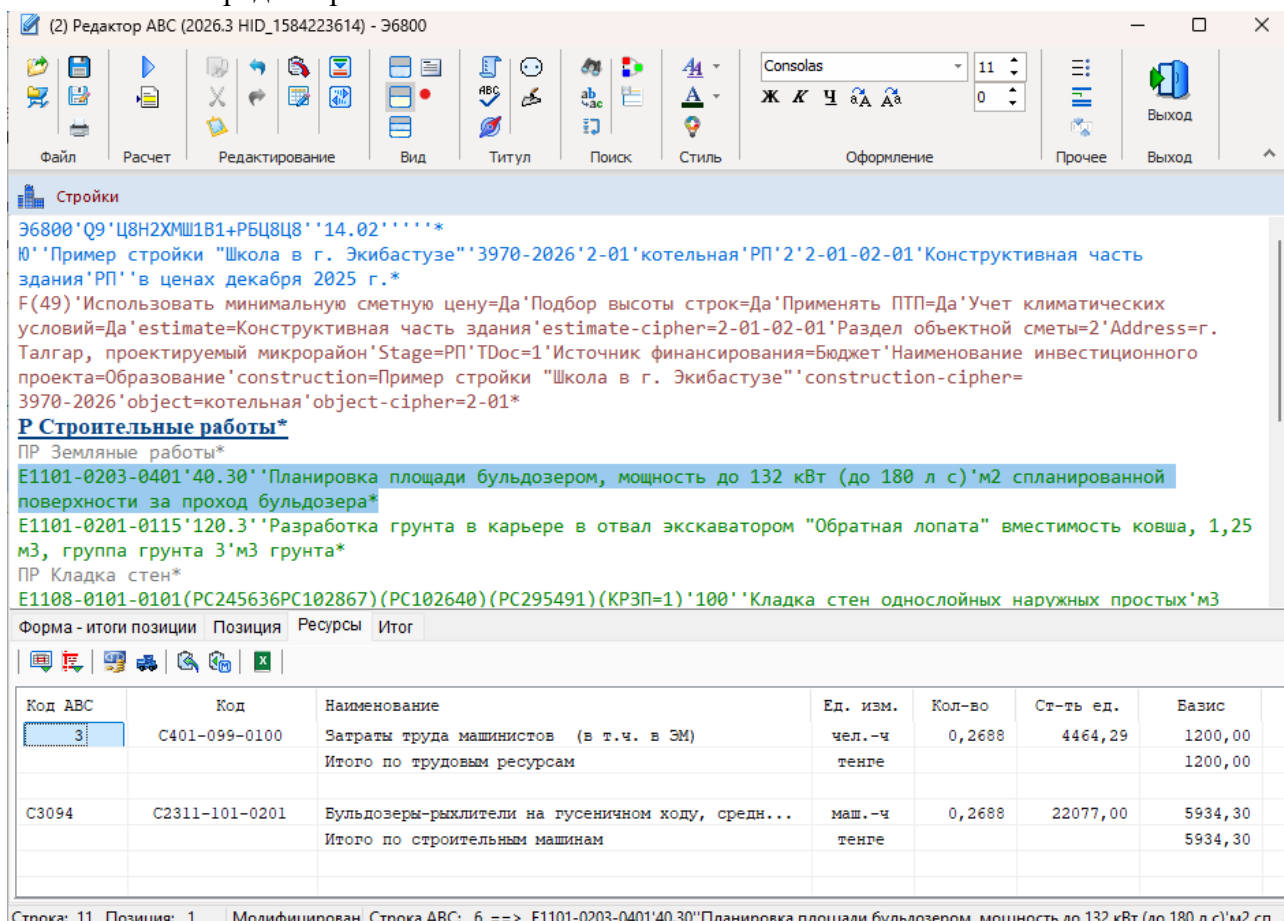 (2) Редактор АВС (2026.3 HID_1584223614) - Э6800
Consolas 11
Ж К Ч 0
Выход
Файл Расчет Редактирование Вид Титул Поиск Стиль Оформление Прочее Выход
Стройки
Э6800'Q9'Ц8Н2ХМШ1В1+РБЦ8Ц8''14.02'''''*
Ю''Пример стройки "Школа в г. Экибастузе"'3970-2026'2-01'котельная'РП'2'2-01-02-01'Конструктивная часть
здания'РП''в ценах декабря 2025 г.*
F(49)'Использовать минимальную сметную цену=Да'Подбор высоты строк=Да'Применять ПТП=Да'Учет климатических
условий=Да'estimate=Конструктивная часть здания'estimate-cipher=2-01-02-01'Раздел объектной сметы=2'Address=г.
Талгар, проектируемый микрорайон'Stage=РП'TDoc=1'Источник финансирования=Бюджет'Наименование инвестиционного
проекта=Образование'construction=Пример стройки "Школа в г. Экибастузе"'construction-cipher=
3970-2026'object=котельная'object-cipher=2-01*
Р Строительные работы*
ПР Земляные работы*
Е1101-0203-0401'40.30''Планировка площади бульдозером, мощность до 132 кВт (до 180 л с)'м2 спланированной
поверхности за проход бульдозера*
Е1101-0201-0115'120.3''Разработка грунта в карьере в отвал экскаватором "Обратная лопата" вместимость ковша, 1,25
м3, группа грунта 3'м3 грунта*
ПР Кладка стен*
Е1108-0101-0101(РС245636РС102867)(РС102640)(РС295491)(КРЗП=1)'100''Кладка стен однослойных наружных простых'м3
Форма - итоги позиции Позиция Ресурсы Итог
Код АВС Код Наименование Ед. изм. Кол-во Ст-ть ед. Базис
3 С401-099-0100 Затраты труда машинистов (в т.ч. в ЭМ) чел.-ч 0,2688 4464,29 1200,00
Итого по трудовым ресурсам тенге 1200,00
С3094 С2311-101-0201 Бульдозеры-рыхлители на гусеничном ходу, средн... маш.-ч 0,2688 22077,00 5934,30
Итого по строительным машинам тенге 5934,30
Строка: 11 Позиция: 1 Модифицирован Строка АВС: 6 ==> Е1101-0203-0401'40.30''Планировка площади бульдозером, мощность до 132 кВт (до 180 л с)'м2 сп